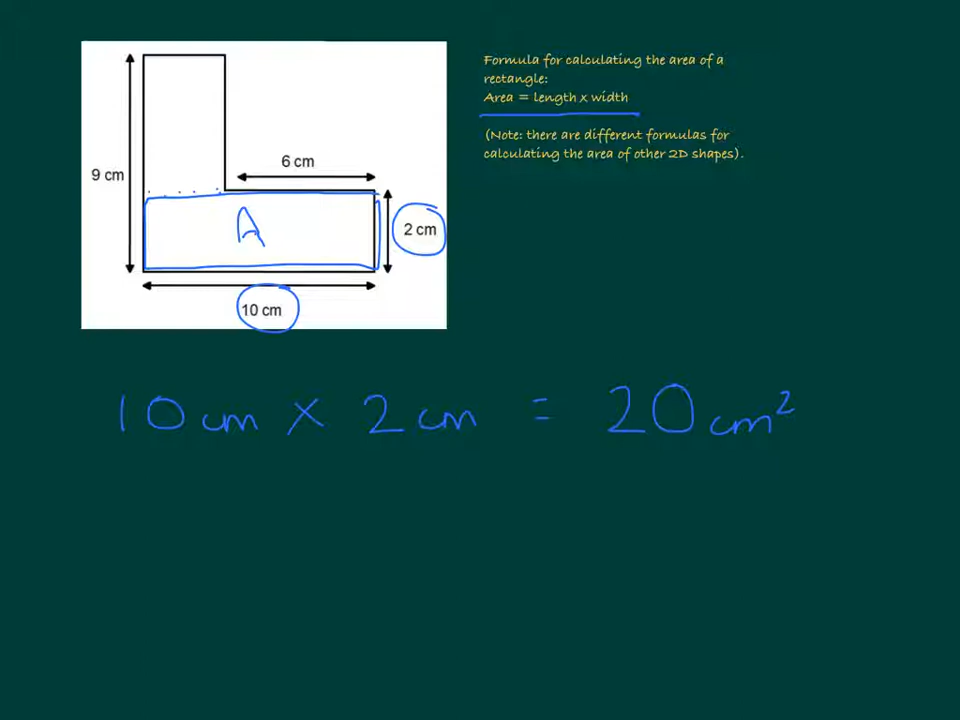 Formula for calculating the area of a
rectangle:
Area = length x width
(Note: there are different formulas for
calculating the area of other 2D shapes).
9 cm
6 cm
A
2 cm
10 cm
10 cm × 2 cm = 20 cm²